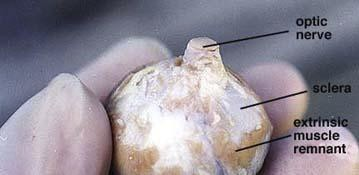 optic
nerve
sclera
extrinsic
muscle
remnant